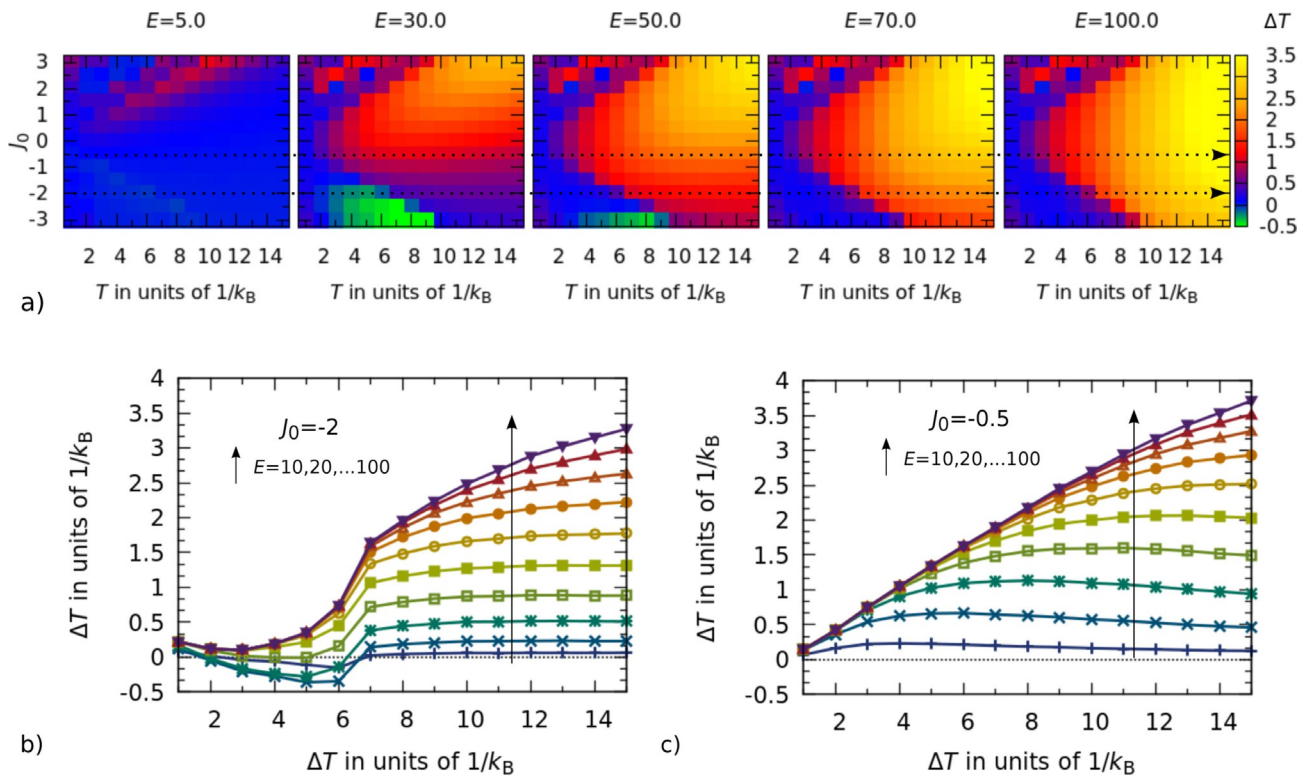 E=5.0 E=30.0 E=50.0 E=70.0 E=100.0 ΔT
3 2 1 0 -1 -2 -3
J₀
3.5 3 2.5 2 1.5 1 0.5 0 -0.5
2 4 6 8 10 12 14 2 4 6 8 10 12 14 2 4 6 8 10 12 14 2 4 6 8 10 12 14 2 4 6 8 10 12 14
T in units of 1/kB T in units of 1/kB T in units of 1/kB T in units of 1/kB T in units of 1/kB
a)
4 3.5 3 2.5 2 1.5 1 0.5 0 -0.5
ΔT in units of 1/kB
J₀=-2
E=10,20,...100
2 4 6 8 10 12 14
b)
ΔT in units of 1/kB
4 3.5 3 2.5 2 1.5 1 0.5 0 -0.5
ΔT in units of 1/kB
J₀=-0.5
E=10,20,...100
2 4 6 8 10 12 14
c)
ΔT in units of 1/kB